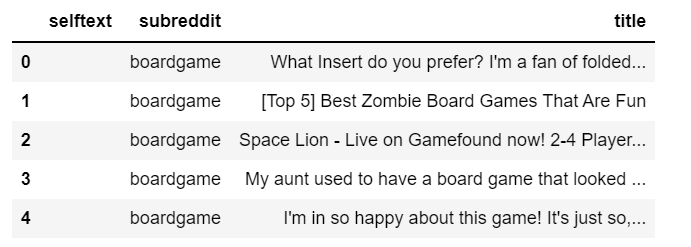 selftext subreddit title
0 boardgame What Insert do you prefer? I'm a fan of folded...
1 boardgame [Top 5] Best Zombie Board Games That Are Fun
2 boardgame Space Lion - Live on Gamefound now! 2-4 Player...
3 boardgame My aunt used to have a board game that looked ...
4 boardgame I'm in so happy about this game! It's just so,...